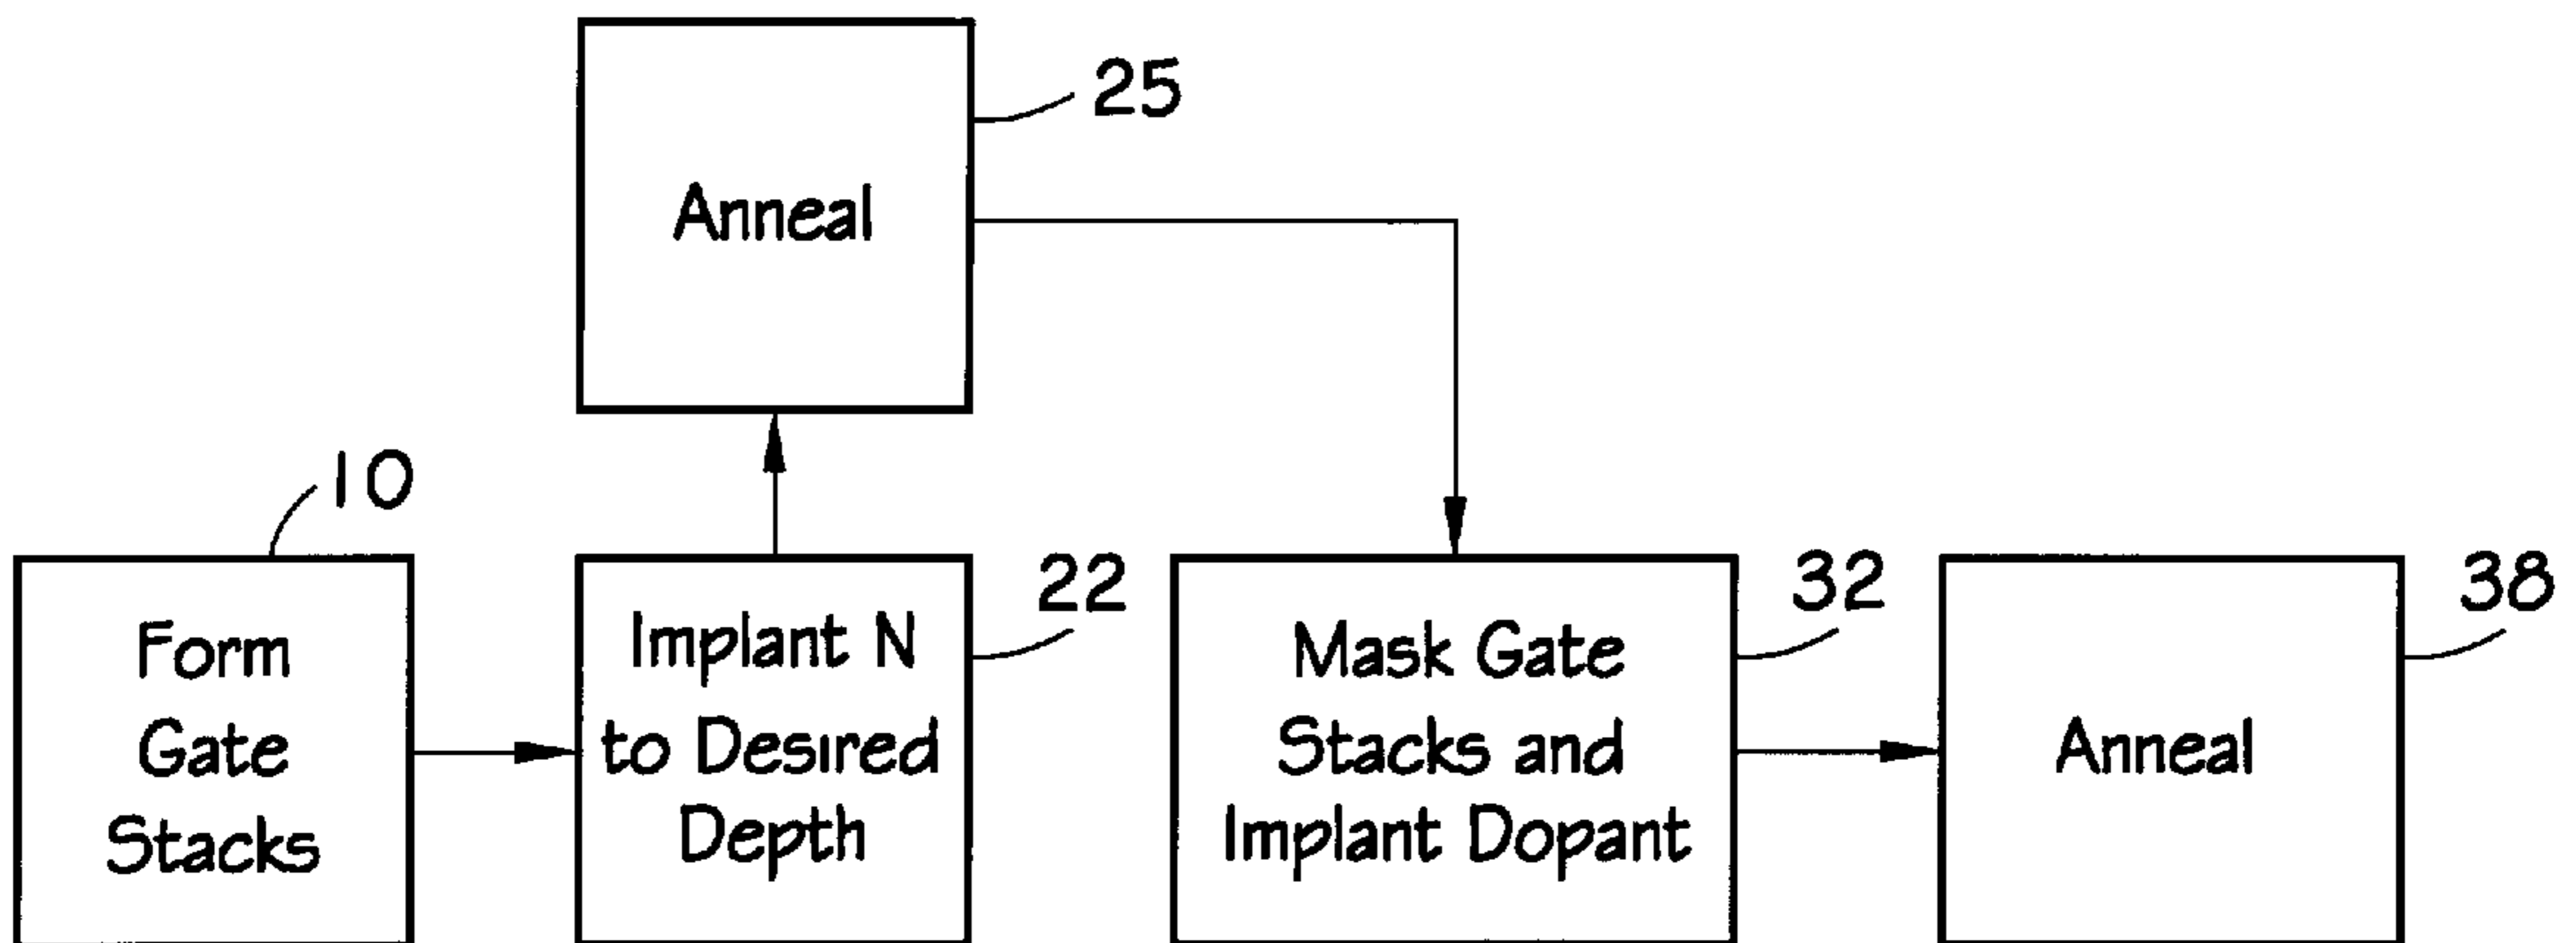 25
Anneal
10
Form
Gate
Stacks
22
Implant N
to Desired
Depth
32
Mask Gate
Stacks and
Implant Dopant
38
Anneal